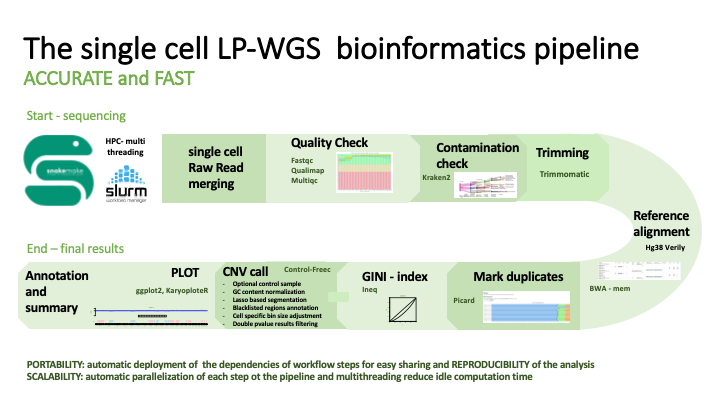 The single cell LP-WGS bioinformatics pipeline
ACCURATE and FAST
Start - sequencing
snakemake
HPC- multi
threading
slurm
workload manager
single cell
Raw Read
merging
Quality Check
Fastqc
Qualimap
Multiqc
Contamination
check
Kraken2
Trimming
Trimmomatic
Reference
alignment
Hg38 Verily
BWA - mem
End – final results
Annotation
and
summary
PLOT
ggplot2, KaryoploteR
CNV call
Control-Freec
- Optional control sample
- GC content normalization
- Lasso based segmentation
- Blacklisted regions annotation
- Cell specific bin size adjustment
- Double pvalue results filtering
GINI - index
Ineq
Mark duplicates
Picard
PORTABILITY: automatic deployment of the dependencies of workflow steps for easy sharing and REPRODUCIBILITY of the analysis
SCALABILITY: automatic parallelization of each step ot the pipeline and multithreading reduce idle computation time